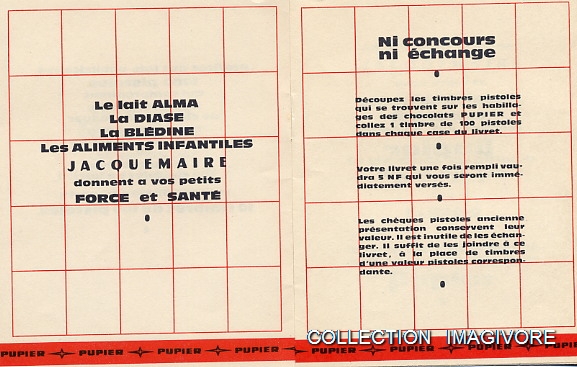 Le lait ALMA
La DIASE
La BLÉDINE
Les ALIMENTS INFANTILES
JACQUEMAIRE
donnent a vos petits
FORCE et SANTÉ
Ni concours
ni échange
Découpez les timbres pistoles
qui se trouvent sur les habilla-
ges des chocolats PUPIER et
collez 1 timbre de 100 pistoles
dans chaque case du livret.
Votre livret une fois rempli vau-
dra 5 NF qui vous seront immé-
diatement versés.
Les chèques pistoles ancienne
présentation conservent leur
valeur. Il est inutile de les échan-
ger. Il suffit de les joindre à ce
livret, à la place de timbres
d'une valeur pistoles correspon-
dante.
COLLECTION IMAGIVORE
PUPIER PUPIER PUPIER PUPIER PUPIER PUPIER PUPIER